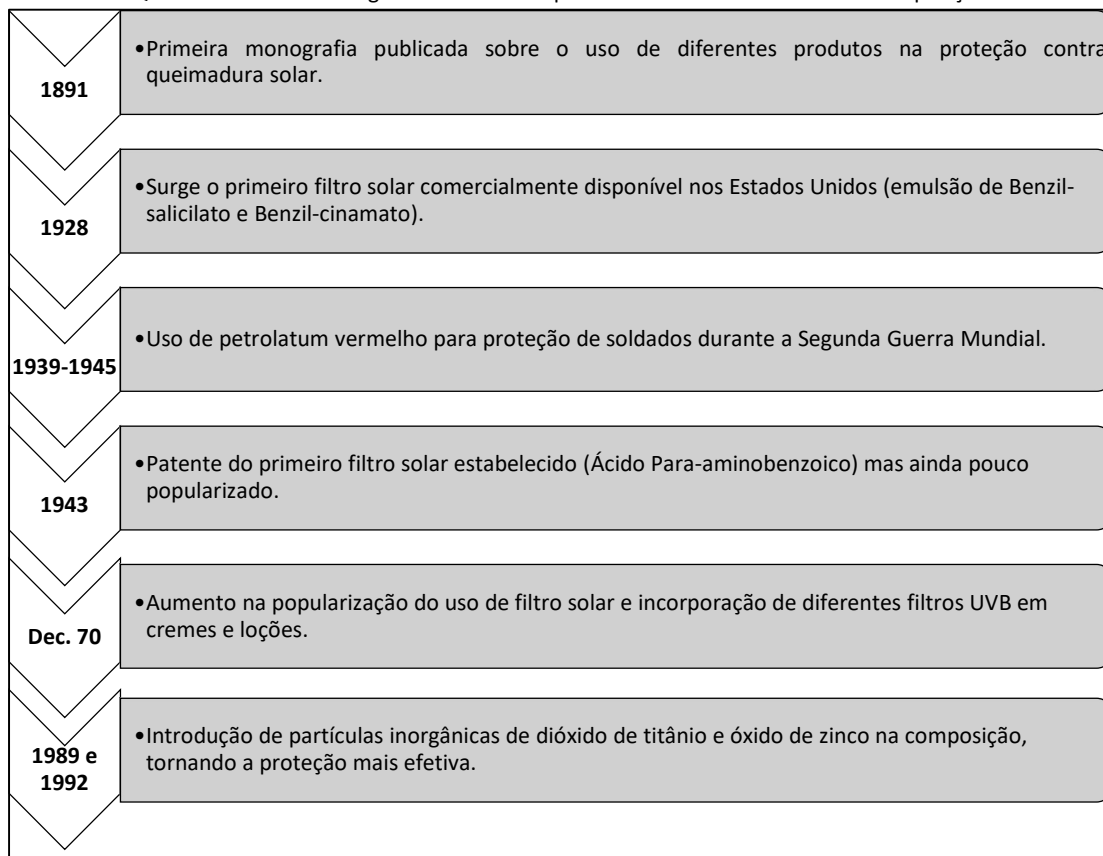 1891
•Primeira monografia publicada sobre o uso de diferentes produtos na proteção contra
queimadura solar.
1928
•Surge o primeiro filtro solar comercialmente disponível nos Estados Unidos (emulsão de Benzil-
salicilato e Benzil-cinamato).
1939-1945
•Uso de petrolatum vermelho para proteção de soldados durante a Segunda Guerra Mundial.
1943
•Patente do primeiro filtro solar estabelecido (Ácido Para-aminobenzoico) mas ainda pouco
popularizado.
Dec. 70
•Aumento na popularização do uso de filtro solar e incorporação de diferentes filtros UVB em
cremes e loções.
1989 e
1992
•Introdução de partículas inorgânicas de dióxido de titânio e óxido de zinco na composição,
tornando a proteção mais efetiva.